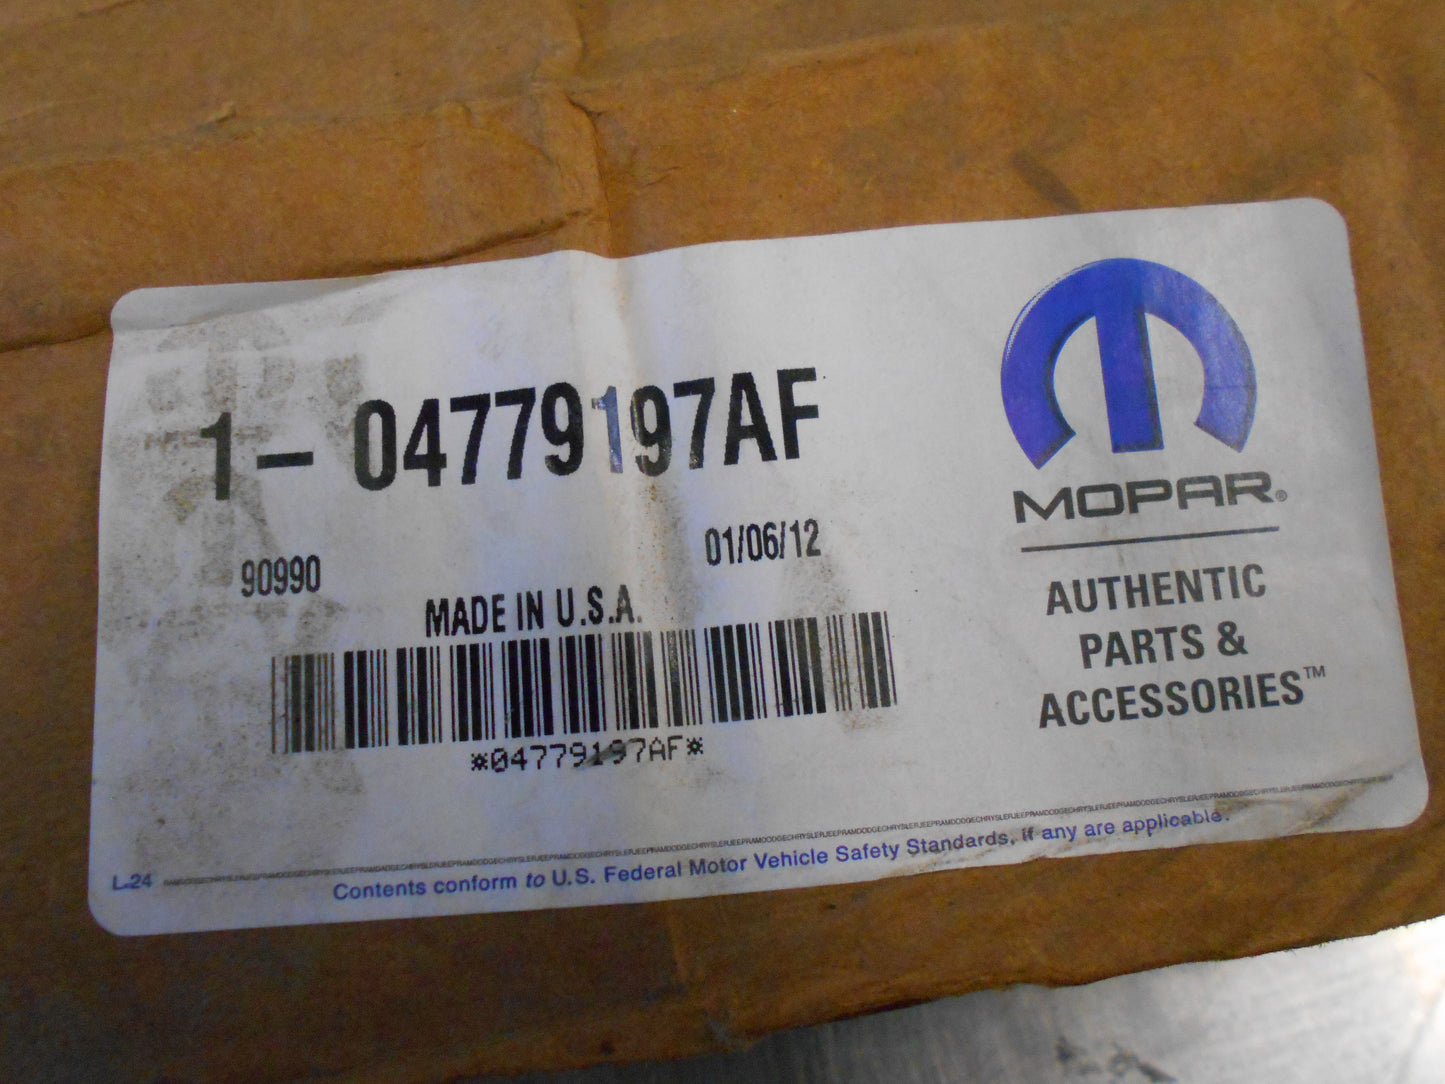 1- 04779197AF
90990
01/06/12
MADE IN U.S.A.
*04779197AF*
MOPAR®
AUTHENTIC
PARTS &
ACCESSORIES™
L-24
Contents conform to U.S. Federal Motor Vehicle Safety Standards, if any are applicable.